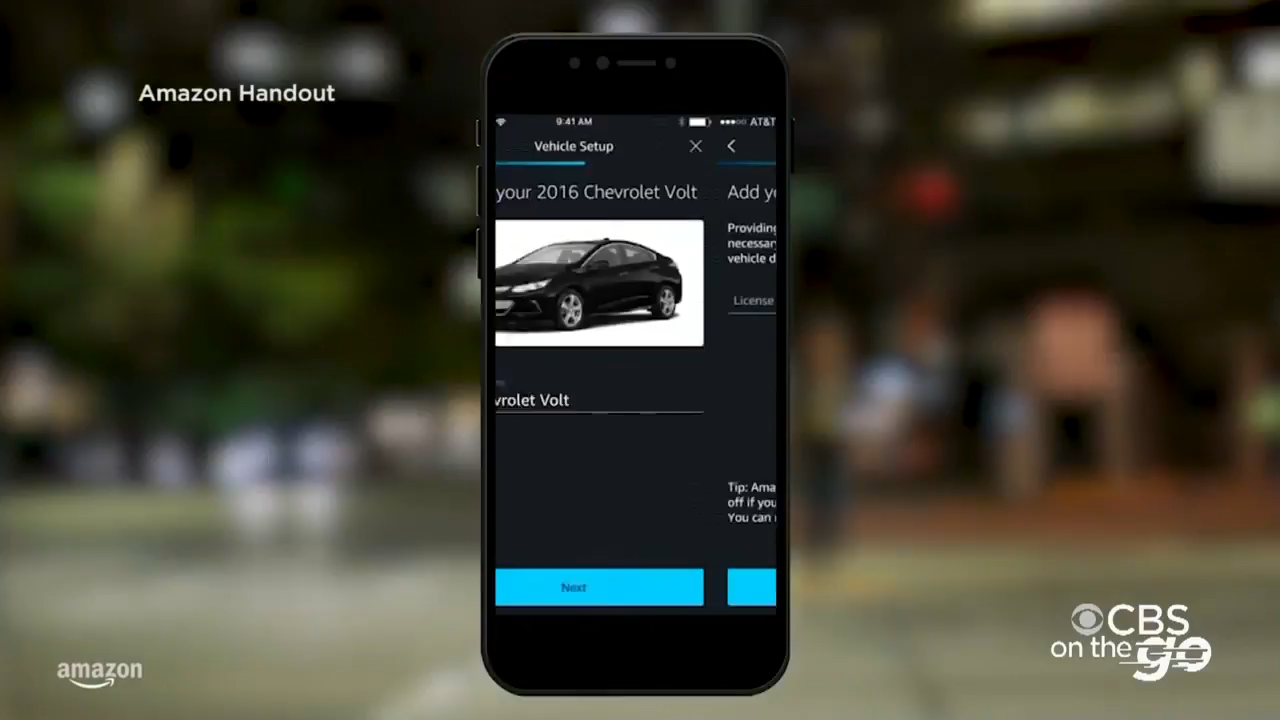 Amazon Handout
9:41 AM
AT&T
Vehicle Setup
your 2016 Chevrolet Volt
Add y
Providing
necessary
vehicle d
License
vrolet Volt
Tip: Ama
off if you
You can
Next
amazon
CBS
on the go